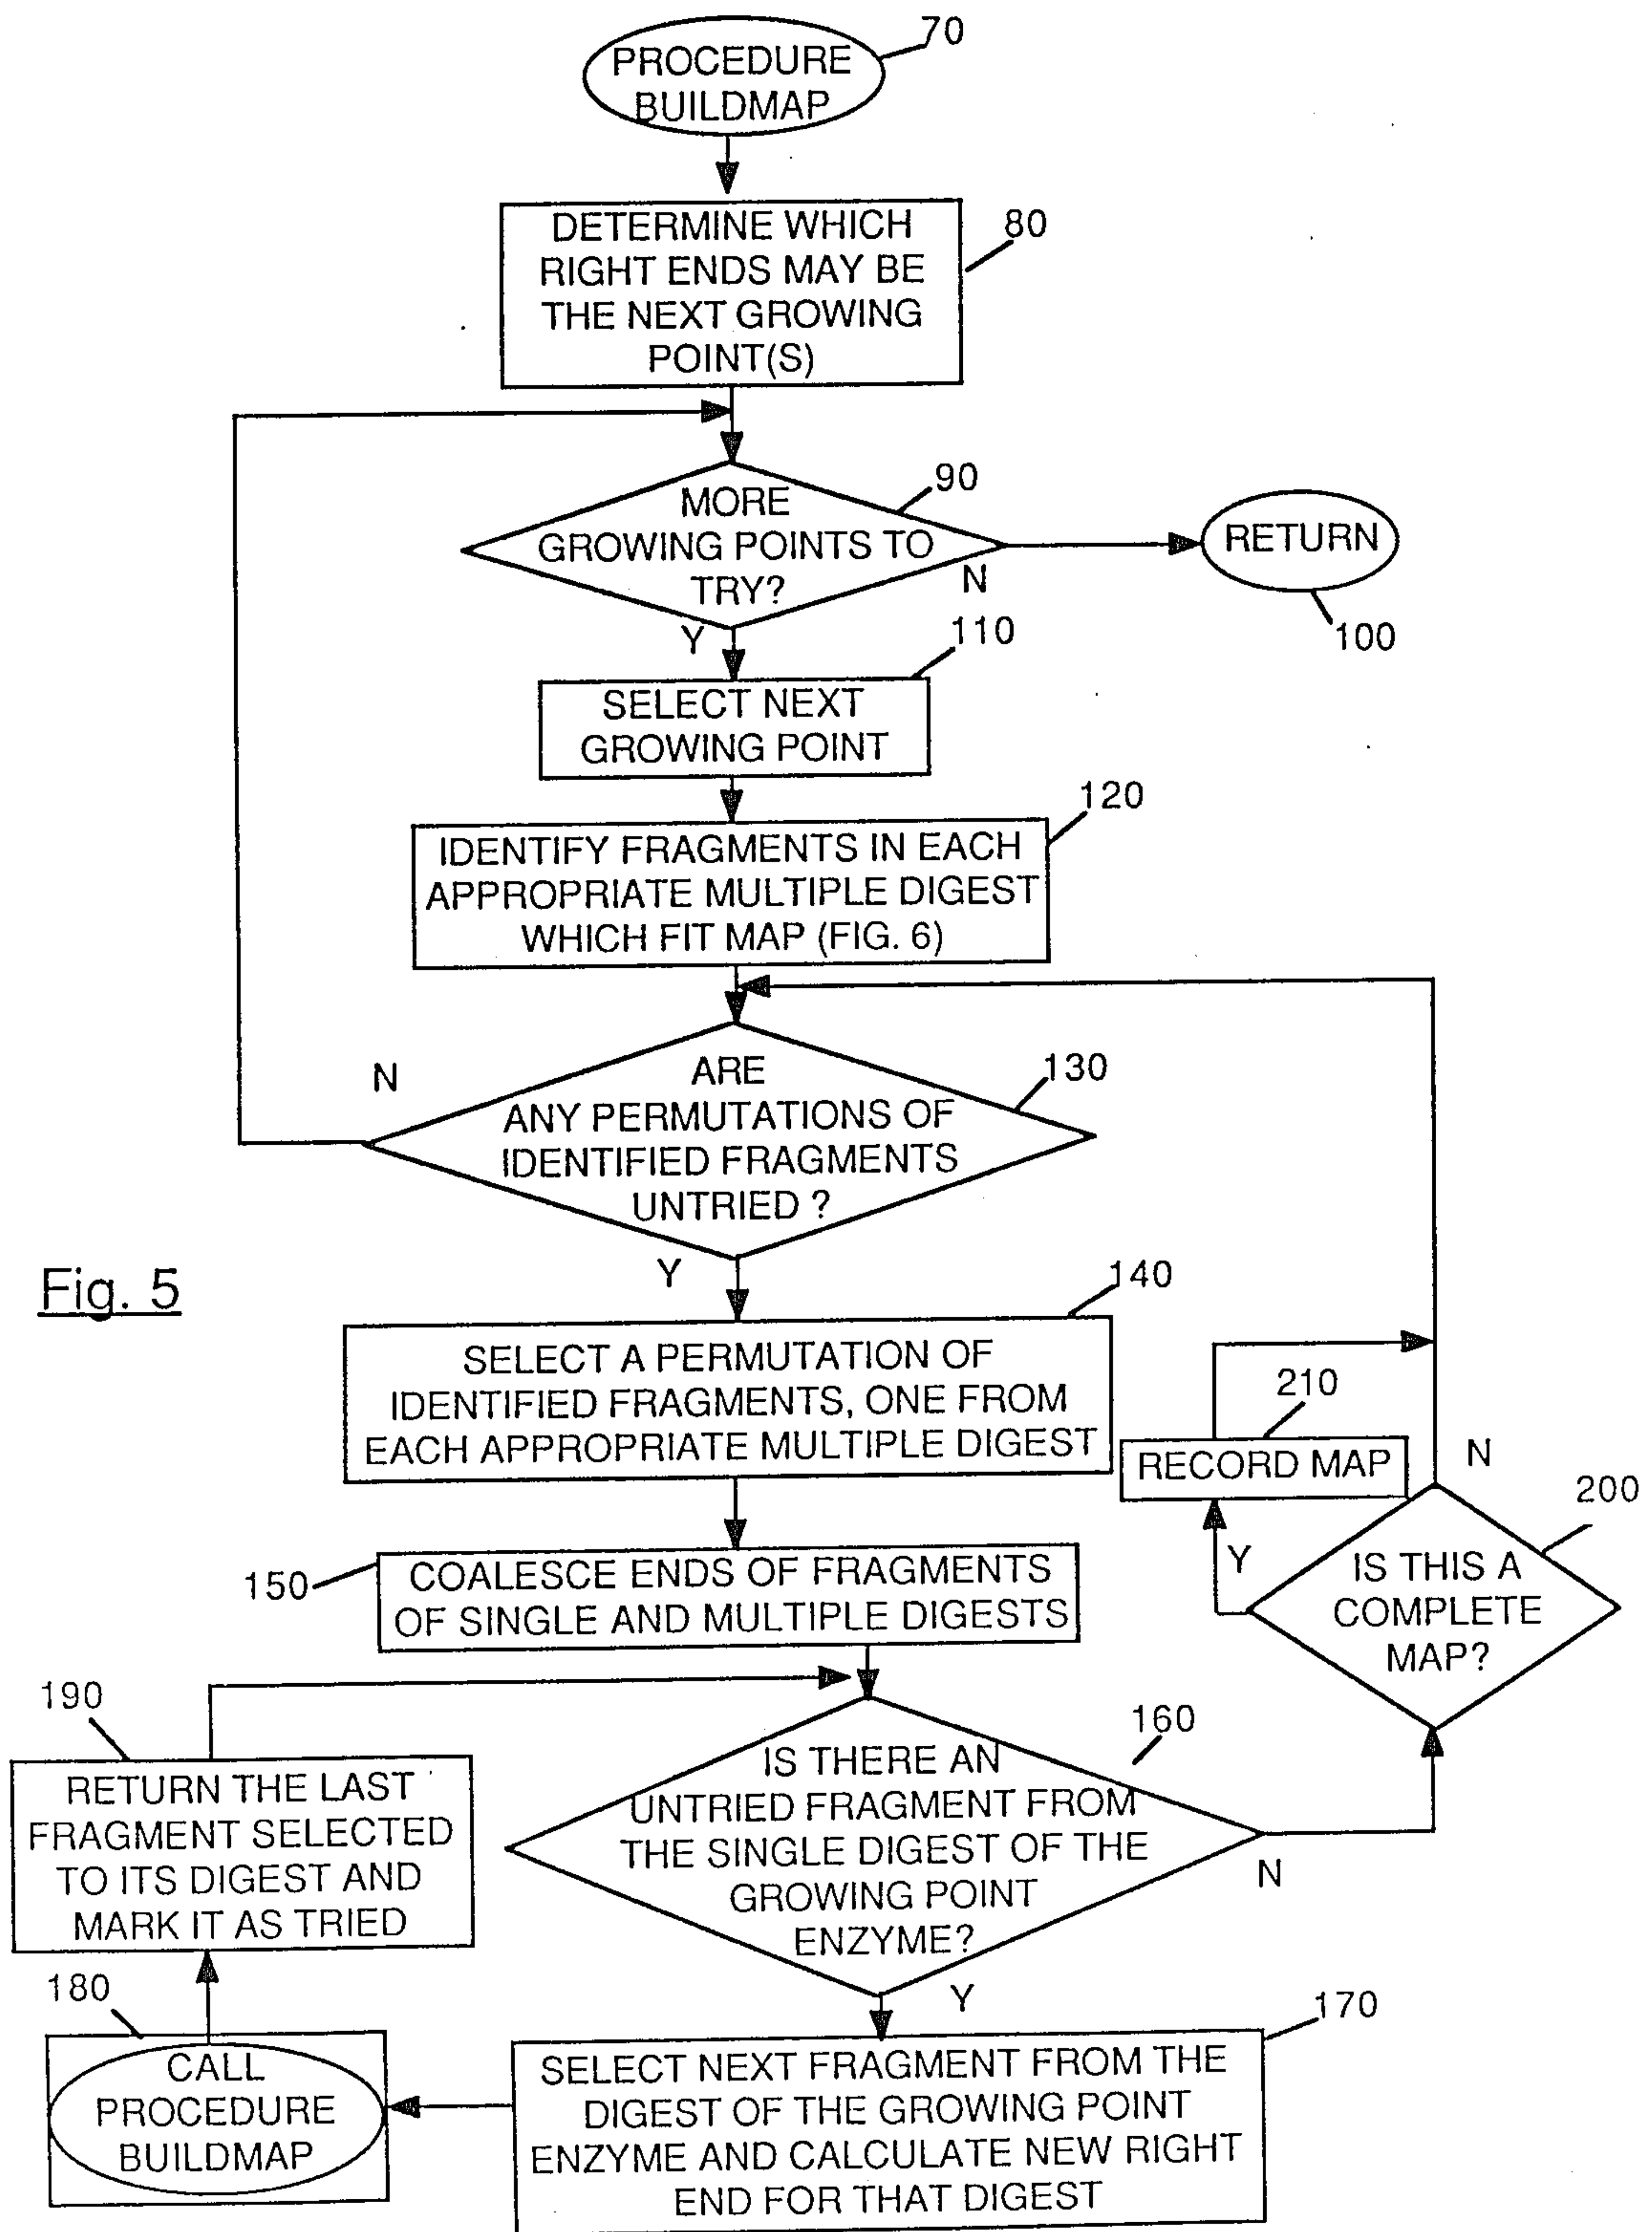 70
PROCEDURE
BUILDMAP
80
DETERMINE WHICH
RIGHT ENDS MAY BE
THE NEXT GROWING
POINT(S)
90
MORE
GROWING POINTS TO
TRY?
N
RETURN
100
Y
110
SELECT NEXT
GROWING POINT
120
IDENTIFY FRAGMENTS IN EACH
APPROPRIATE MULTIPLE DIGEST
WHICH FIT MAP (FIG. 6)
N
130
ARE
ANY PERMUTATIONS OF
IDENTIFIED FRAGMENTS
UNTRIED ?
Y
Fig. 5
140
SELECT A PERMUTATION OF
IDENTIFIED FRAGMENTS, ONE FROM
EACH APPROPRIATE MULTIPLE DIGEST
210
RECORD MAP
N
200
Y
IS THIS A
COMPLETE
MAP?
150
COALESCE ENDS OF FRAGMENTS
OF SINGLE AND MULTIPLE DIGESTS
190
RETURN THE LAST
FRAGMENT SELECTED
TO ITS DIGEST AND
MARK IT AS TRIED
160
IS THERE AN
UNTRIED FRAGMENT FROM
THE SINGLE DIGEST OF THE
GROWING POINT
ENZYME?
N
Y
180
CALL
PROCEDURE
BUILDMAP
170
SELECT NEXT FRAGMENT FROM THE
DIGEST OF THE GROWING POINT
ENZYME AND CALCULATE NEW RIGHT
END FOR THAT DIGEST